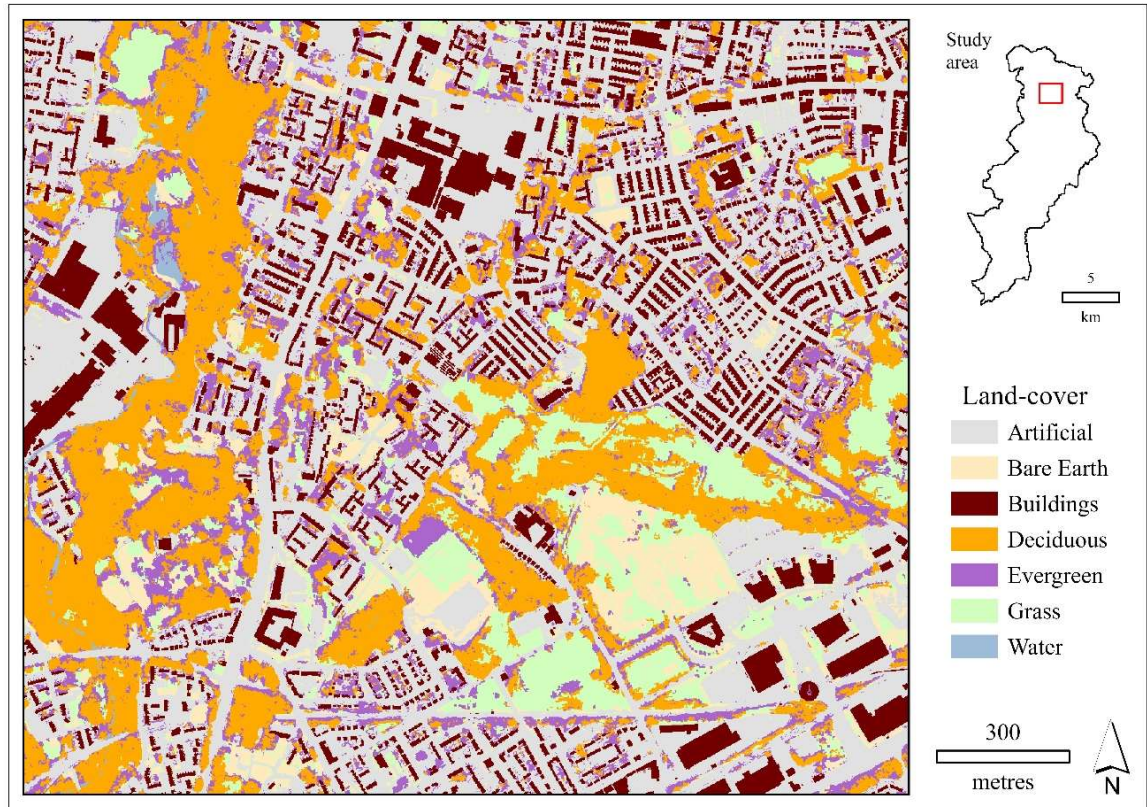 Study
area
5
km
Land-cover
Artificial
Bare Earth
Buildings
Deciduous
Evergreen
Grass
Water
300
metres
N